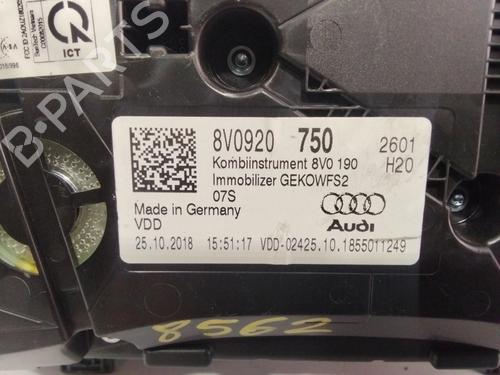 ICT
8V0920 750 2601
Kombiinstrument 8V0 190 H20
Immobilizer GEKOWFS2
07S
Made in Germany
VDD
Audi
25.10.2018 15:51:17 VDD-02425.10.1855011249
8562
B-PARTS